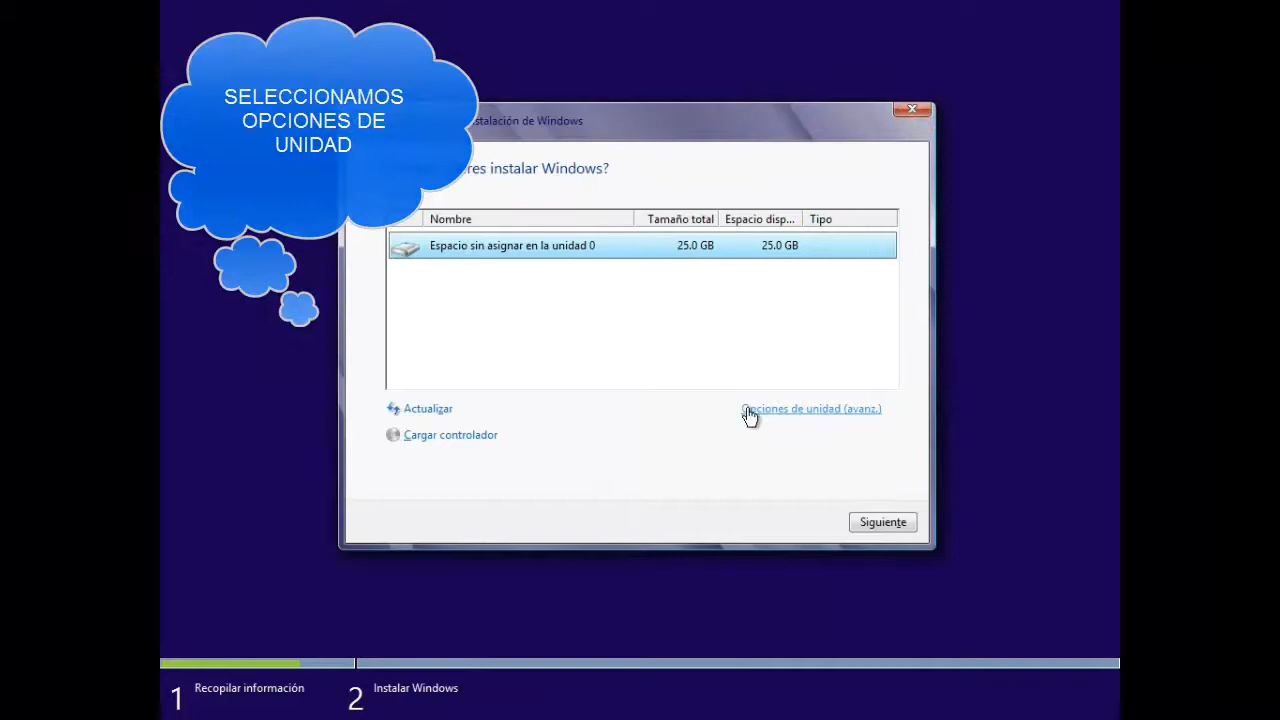 SELECCIONAMOS
OPCIONES DE
UNIDAD
stalación de Windows
res instalar Windows?
Nombre Tamaño total Espacio disp... Tipo
Espacio sin asignar en la unidad 0 25.0 GB 25.0 GB
Actualizar Opciones de unidad (avanz.)
Cargar controlador
Siguiente
1 Recopilar información 2 Instalar Windows